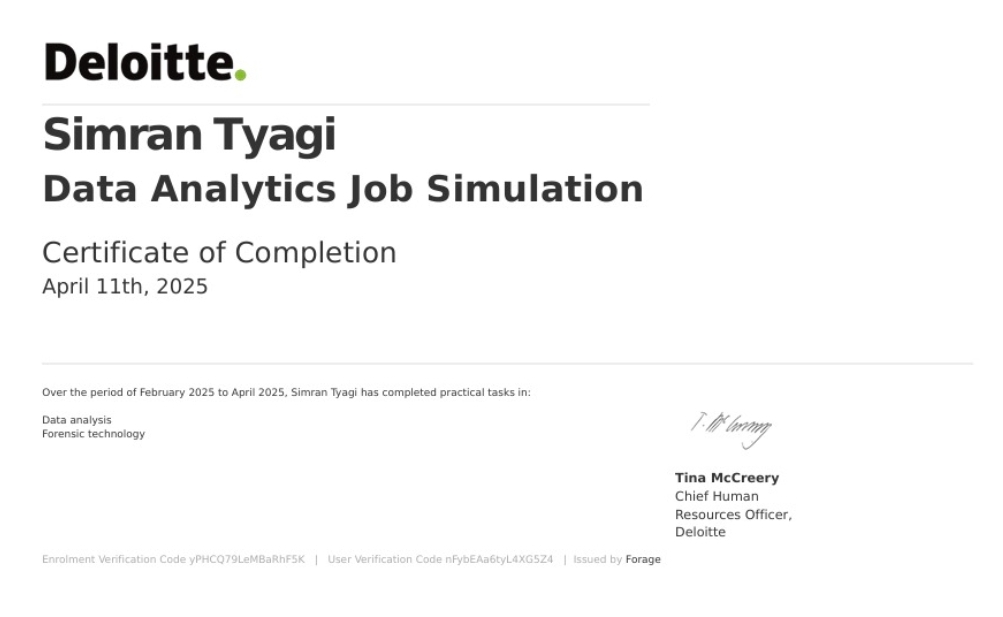 Deloitte.
Simran Tyagi
Data Analytics Job Simulation
Certificate of Completion
April 11th, 2025
Over the period of February 2025 to April 2025, Simran Tyagi has completed practical tasks in:
Data analysis
Forensic technology
Tina McCreery
Chief Human
Resources Officer,
Deloitte
Enrolment Verification Code yPHCQ79LeMBaRhF5K | User Verification Code nFybEAa6tyL4XG5Z4 | Issued by Forage